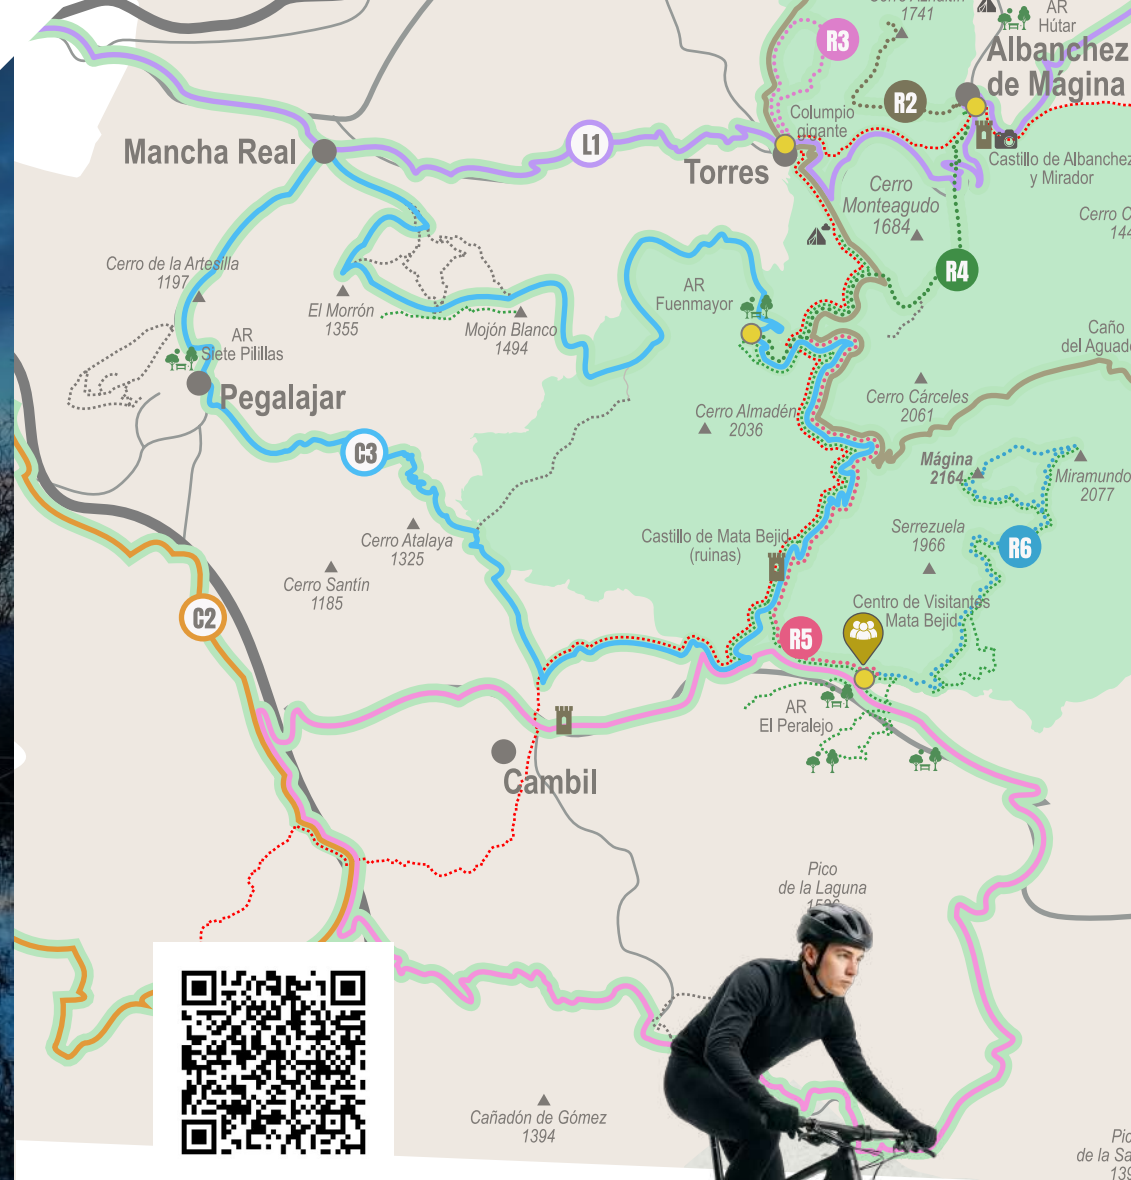 1741
AR
Hútar
Albanchez
de Mágina
R3
R2
Columpio
gigante
Mancha Real
L1
Torres
Castillo de Albanchez
y Mirador
Cerro
Monteagudo
1684
Cerro C
144
Cerro de la Artesilla
1197
R4
AR
Fuenmayor
El Morrón
1355
Mojón Blanco
1494
AR
Siete Pilillas
Caño
del Aguad
Pegalajar
Cerro Cárceles
2061
Cerro Almadén
2036
C3
Mágina
2164
Miramundo
2077
Cerro Atalaya
1325
Castillo de Mata Bejid
(ruinas)
Serrezuela
1966
R6
Cerro Santín
1185
C2
Centro de Visitantes
Mata Bejid
R5
AR
El Peralejo
Cambil
Pico
de la Laguna
Cañadón de Gómez
1394
Pic
de la Sa
139